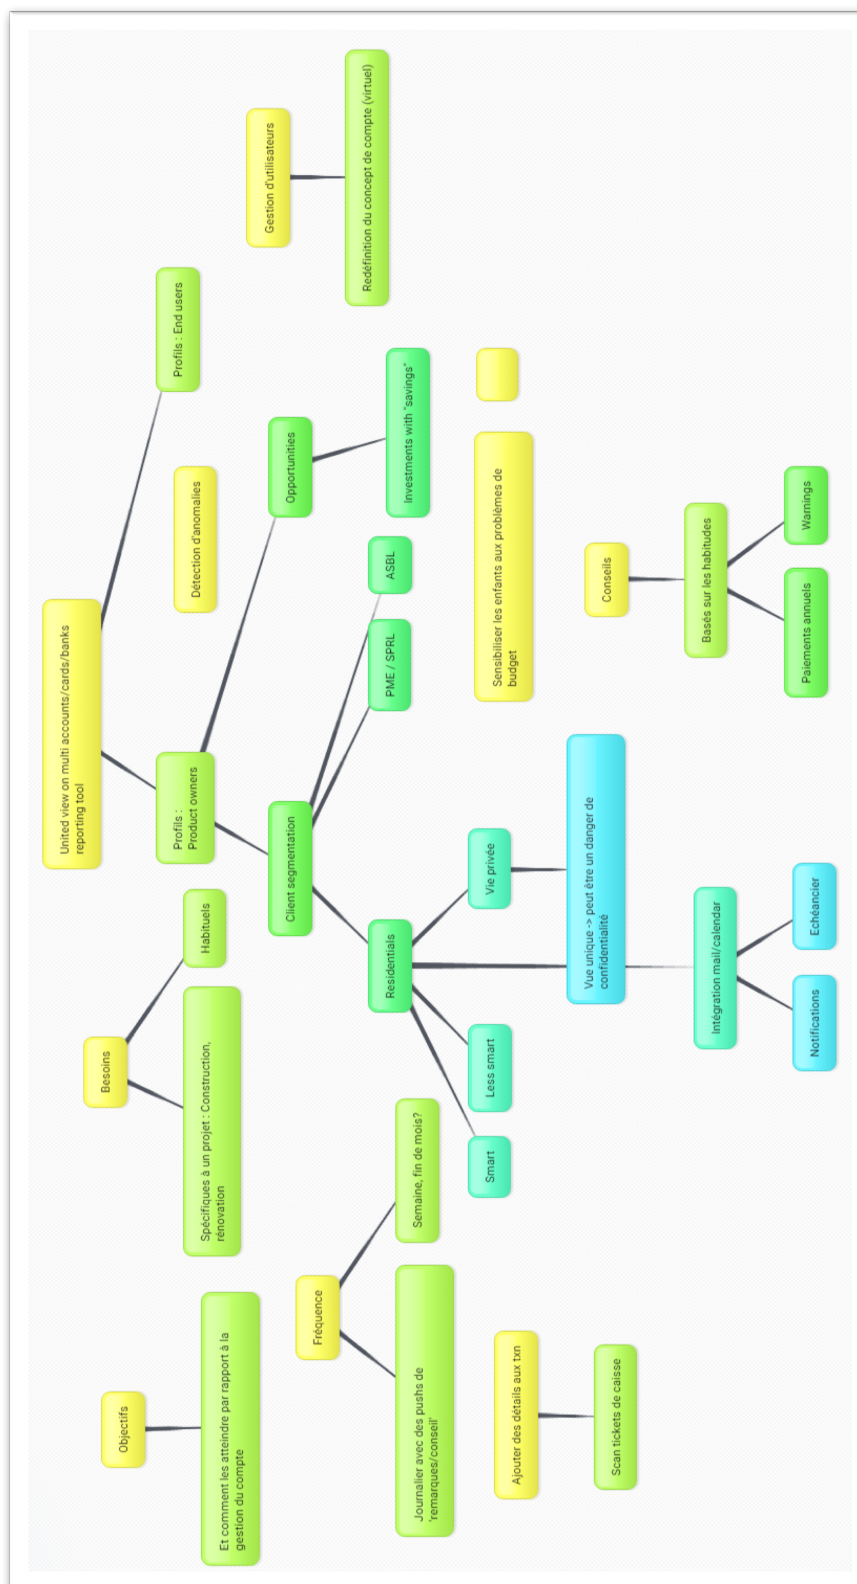 Objectifs
Et comment les atteindre par rapport à la
gestion du compte
Besoins
Spécifiques à un projet : Construction,
rénovation
Habituels
United view on multi accounts/cards/banks
reporting tool
Profils :
Product owners
Profils : End users
Détection d'anomalies
Gestion d'utilisateurs
Redéfinition du concept de compte (virtuel)
Client segmentation
Opportunities
Investments with "savings"
Residentials
PME / SPRL
ASBL
Fréquence
Journalier avec des pushs de
'remarques/conseil'
Semaine, fin de mois?
Smart
Less smart
Vie privée
Vue unique -> peut être un danger de
confidentialité
Intégration mail/calendar
Notifications
Echéancier
Sensibiliser les enfants aux problèmes de
budget
Ajouter des détails aux txn
Scan tickets de caisse
Conseils
Basés sur les habitudes
Paiements annuels
Warnings